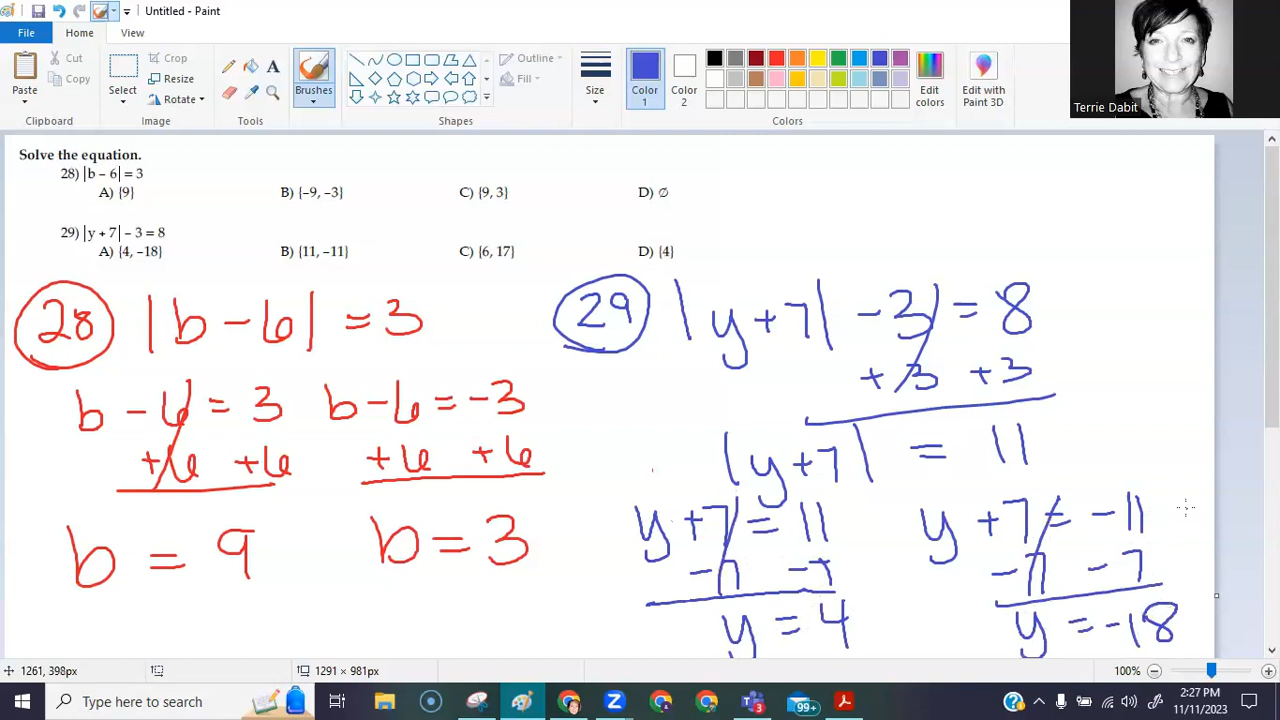 Untitled - Paint
File Home View
Paste
Cut
Copy
Clipboard
Select
Crop
Resize
Rotate
Image
A
Tools
Brushes
Outline
Fill
Shapes
Size
Color 1
Color 2
Colors
Edit colors
Edit with Paint 3D
Terrie Dabit
Solve the equation.
28) |b – 6| = 3
A) {9} B) {–9, –3} C) {9, 3} D) ∅
29) |y + 7| – 3 = 8
A) {4, –18} B) {11, –11} C) {6, 17} D) {4}
28 |b - 6| = 3
b - 6 = 3 b - 6 = -3
+6 +6 +6 +6
b = 9 b = 3
29 |y + 7| - 3 = 8
+3 +3
|y + 7| = 11
y + 7 = 11 y + 7 = -11
-7 -7 -7 -7
y = 4 y = -18
1261, 398px 1291 × 981px 100%
Type here to search
3
99+
2:27 PM
11/11/2023